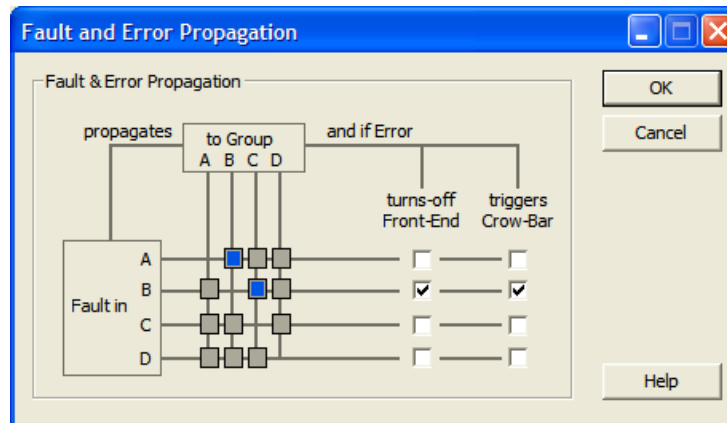 Fault and Error Propagation
Fault & Error Propagation
OK
propagates to Group and if Error
Cancel
A B C D
turns-off triggers
Front-End Crow-Bar
A
B
Fault in
C
D
Help